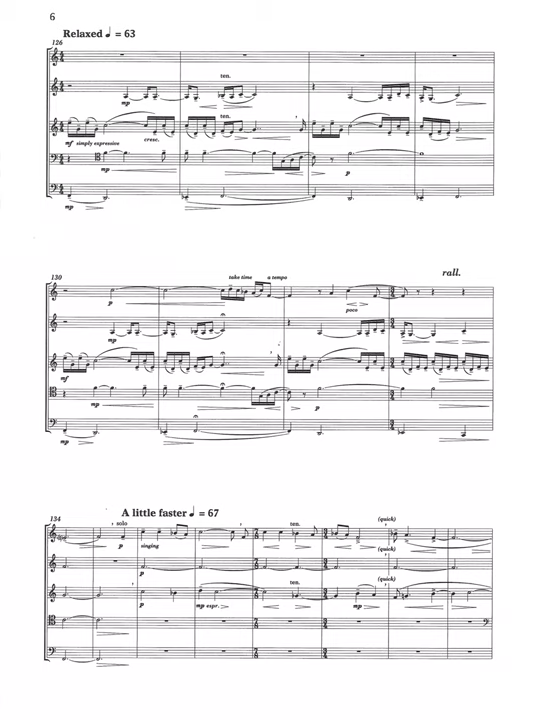 6
Relaxed ♩ = 63
126
ten.
mp
ten.
mf simply expressive
cresc.
mp
p
mp
rall.
130
take time
a tempo
p
poco
mp
mf
mp
p
mp
A little faster ♩ = 67
134
solo
ten.
(quick)
p
singing
ten.
(quick)
p
mp espr.
mp